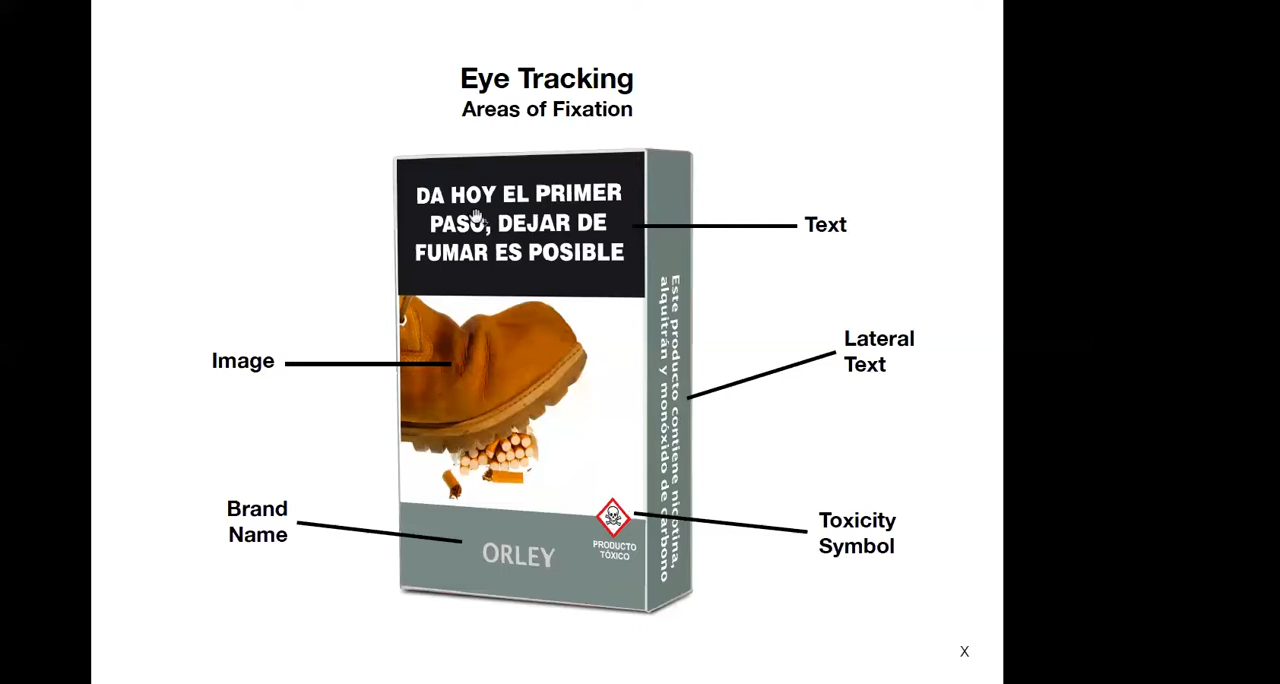 Eye Tracking
Areas of Fixation
DA HOY EL PRIMER
PASO, DEJAR DE
FUMAR ES POSIBLE
Text
Este producto contiene nicotina,
alquitrán y monóxido de carbono
Lateral
Text
Image
Brand
Name
ORLEY
PRODUCTO
TÓXICO
Toxicity
Symbol
X